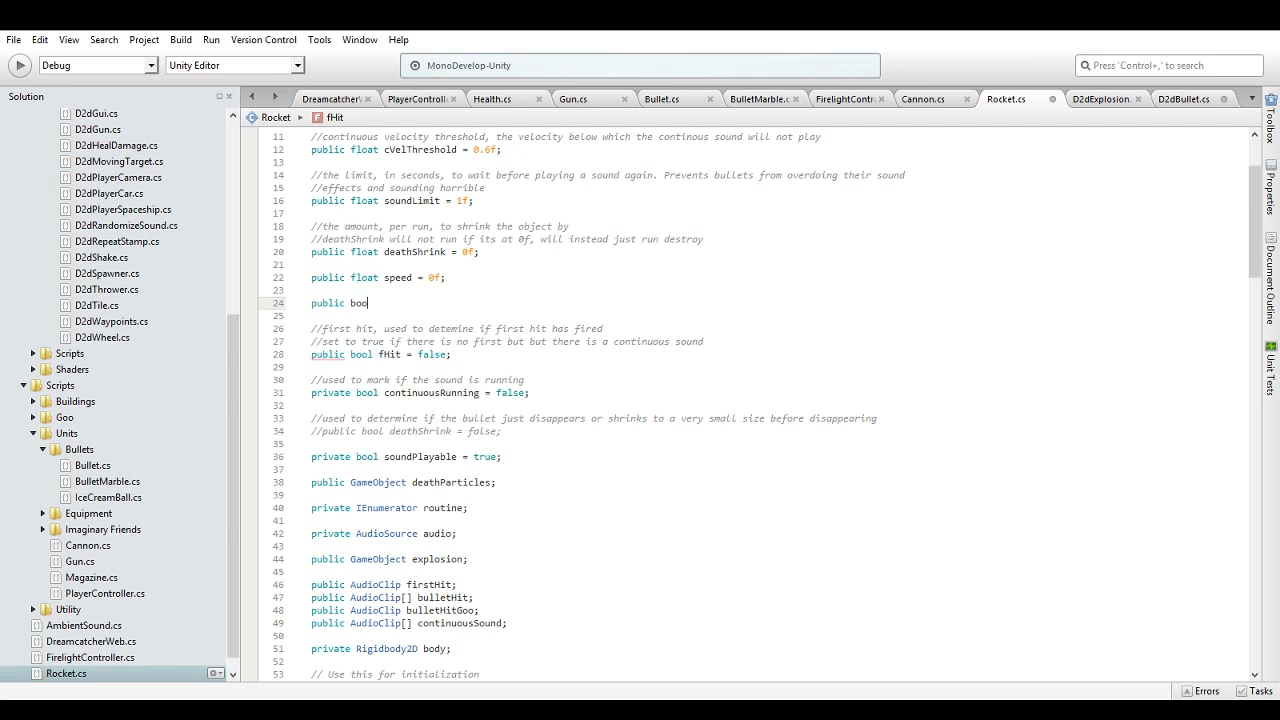 File Edit View Search Project Build Run Version Control Tools Window Help
Debug Unity Editor MonoDevelop-Unity Press 'Control+,' to search
Solution
Dreamcatcher\ PlayerControll Health.cs Gun.cs Bullet.cs BulletMarble.c FirelightContr Cannon.cs Rocket.cs D2dExplosion. D2dBullet.cs
Rocket fHit
D2dGui.cs
D2dGun.cs
D2dHealDamage.cs
D2dMovingTarget.cs
D2dPlayerCamera.cs
D2dPlayerCar.cs
D2dPlayerSpaceship.cs
D2dRandomizeSound.cs
D2dRepeatStamp.cs
D2dShake.cs
D2dSpawner.cs
D2dThrower.cs
D2dTile.cs
D2dWaypoints.cs
D2dWheel.cs
Scripts
Shaders
Scripts
Buildings
Goo
Units
Bullets
Bullet.cs
BulletMarble.cs
IceCreamBall.cs
Equipment
Imaginary Friends
Cannon.cs
Gun.cs
Magazine.cs
PlayerController.cs
Utility
AmbientSound.cs
DreamcatcherWeb.cs
FirelightController.cs
Rocket.cs
11 //continuous velocity threshold, the velocity below which the continous sound will not play
12 public float cVelThreshold = 0.6f;
13
14 //the limit, in seconds, to wait before playing a sound again. Prevents bullets from overdoing their sound
15 //effects and sounding horrible
16 public float soundLimit = 1f;
17
18 //the amount, per run, to shrink the object by
19 //deathShrink will not run if its at 0f, will instead just run destroy
20 public float deathShrink = 0f;
21
22 public float speed = 0f;
23
24 public boo
25
26 //first hit, used to detemine if first hit has fired
27 //set to true if there is no first but but there is a continuous sound
28 public bool fHit = false;
29
30 //used to mark if the sound is running
31 private bool continuousRunning = false;
32
33 //used to determine if the bullet just disappears or shrinks to a very small size before disappearing
34 //public bool deathShrink = false;
35
36 private bool soundPlayable = true;
37
38 public GameObject deathParticles;
39
40 private IEnumerator routine;
41
42 private AudioSource audio;
43
44 public GameObject explosion;
45
46 public AudioClip firstHit;
47 public AudioClip[] bulletHit;
48 public AudioClip bulletHitGoo;
49 public AudioClip[] continuousSound;
50
51 private Rigidbody2D body;
52
53 // Use this for initialization
Toolbox
Properties
Document Outline
Unit Tests
Errors Tasks